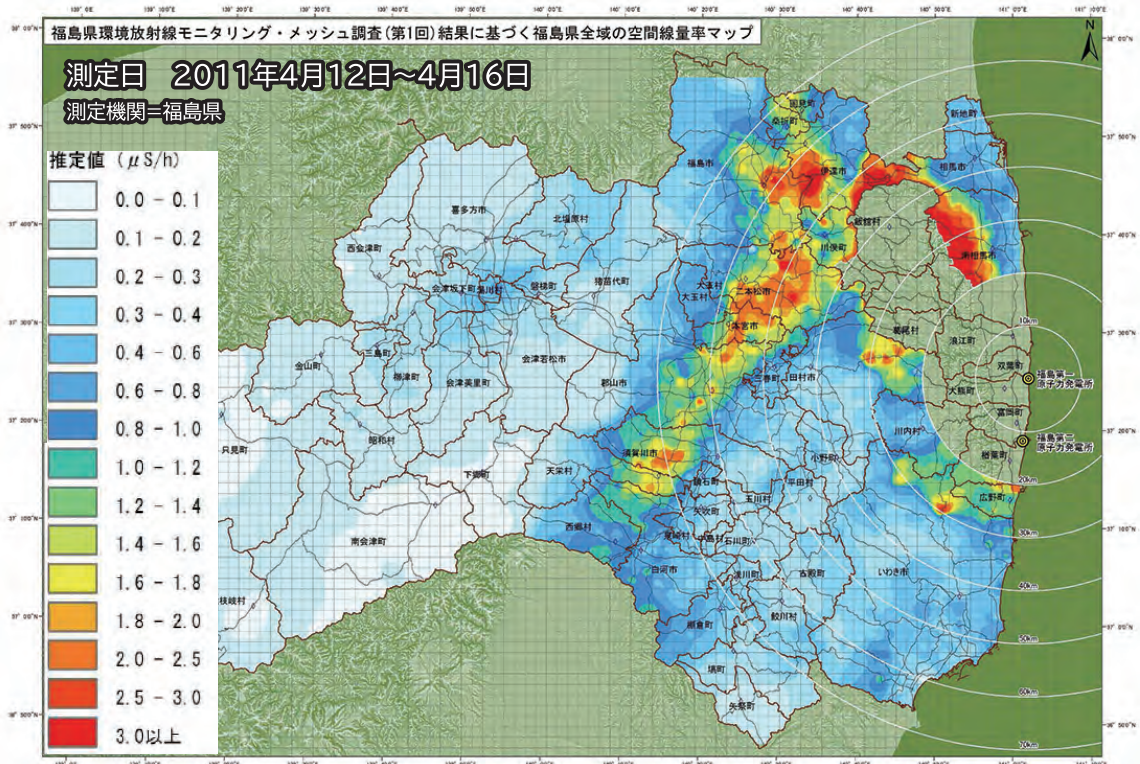 福島県環境放射線モニタリング・メッシュ調査(第1回)結果に基づく福島県全域の空間線量率マップ
測定日 2011年4月12日〜4月16日
測定機関=福島県
推定値 (μS/h)
0.0 - 0.1
0.1 - 0.2
0.2 - 0.3
0.3 - 0.4
0.4 - 0.6
0.6 - 0.8
0.8 - 1.0
1.0 - 1.2
1.2 - 1.4
1.4 - 1.6
1.6 - 1.8
1.8 - 2.0
2.0 - 2.5
2.5 - 3.0
3.0以上
N
国見町
桑折町
新地町
福島市
伊達市
相馬市
喜多方市
北塩原村
飯舘村
西会津町
川俣町
南相馬市
会津坂下町
湯川村
磐梯町
猪苗代町
大玉村
大玉村
二本松市
本宮市
葛尾村
浪江町
10km
三島町
金山町
柳津町
会津美里町
会津若松市
郡山市
三春町
田村市
双葉町
福島第一
原子力発電所
大熊町
富岡町
福島第二
原子力発電所
川内村
楢葉町
只見町
昭和村
下郷町
天栄村
須賀川市
小野町
20km
鏡石町
平田村
玉川村
広野町
矢吹町
西郷村
泉崎村
中島村
石川町
30km
南会津町
白河市
浅川町
古殿町
いわき市
40km
枝岐村
棚倉町
鮫川村
50km
塙町
60km
矢祭町
70km